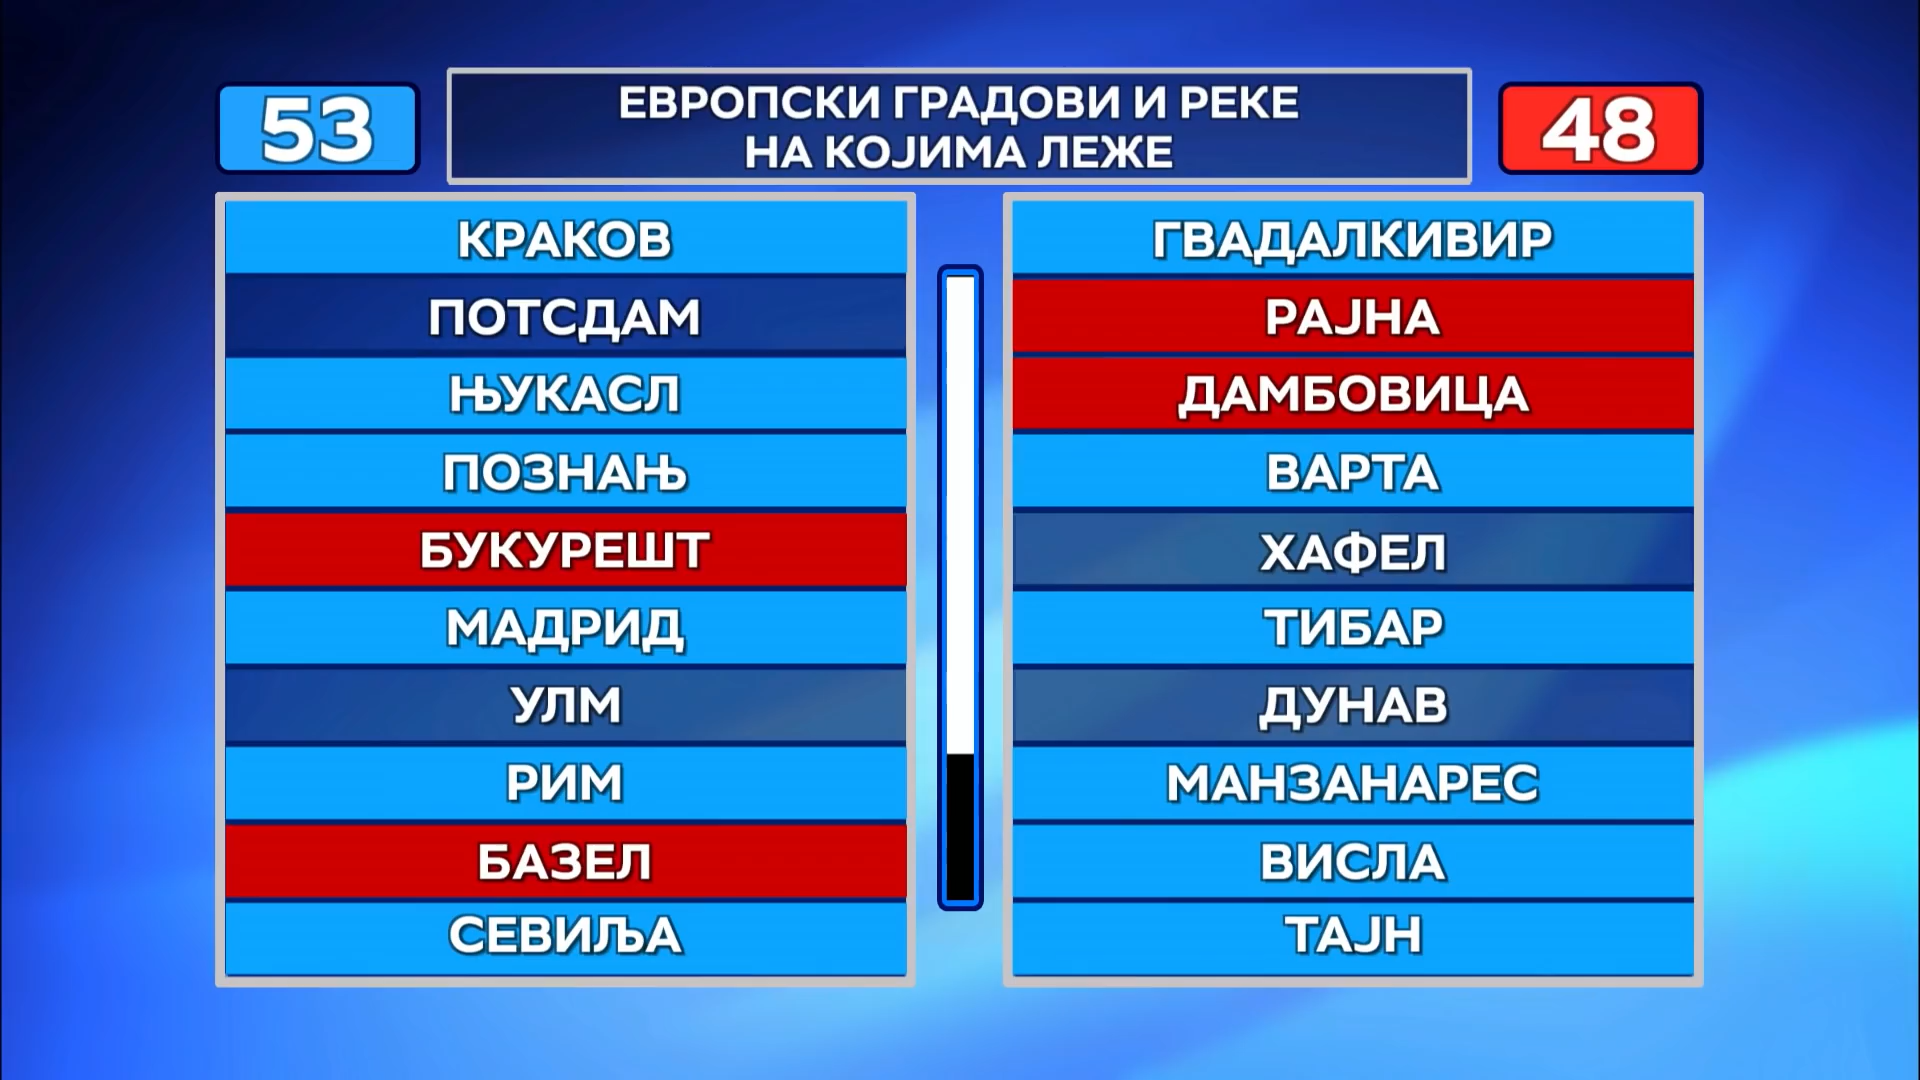 53
ЕВРОПСКИ ГРАДОВИ И РЕКЕ
НА КОЈИМА ЛЕЖЕ
48
КРАКОВ
ГВАДАЛКИВИР
ПОТСДАМ
РАЈНА
ЊУКАСЛ
ДАМБОВИЦА
ПОЗНАЊ
ВАРТА
БУКУРЕШТ
ХАФЕЛ
МАДРИД
ТИБАР
УЛМ
ДУНАВ
РИМ
МАНЗАНАРЕС
БАЗЕЛ
ВИСЛА
СЕВИЉА
ТАЈН